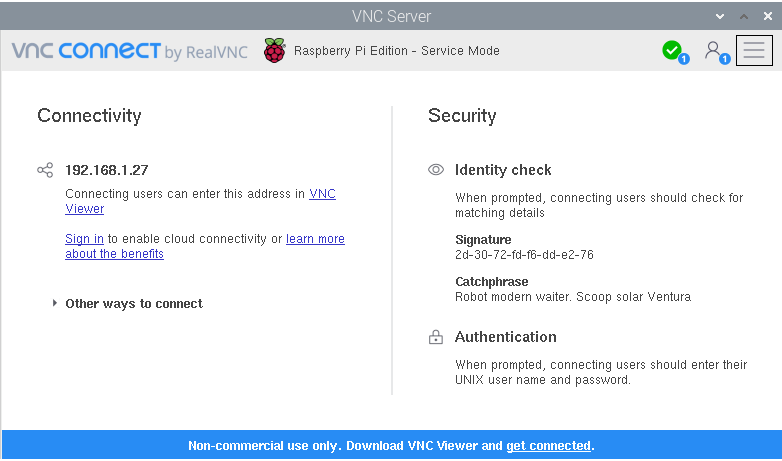 VNC Server
vnc connect by RealVNC
Raspberry Pi Edition - Service Mode
1
1
Connectivity
192.168.1.27
Connecting users can enter this address in VNC
Viewer
Sign in to enable cloud connectivity or learn more
about the benefits
Other ways to connect
Security
Identity check
When prompted, connecting users should check for
matching details
Signature
2d-30-72-fd-f6-dd-e2-76
Catchphrase
Robot modern waiter. Scoop solar Ventura
Authentication
When prompted, connecting users should enter their
UNIX user name and password.
Non-commercial use only. Download VNC Viewer and get connected.